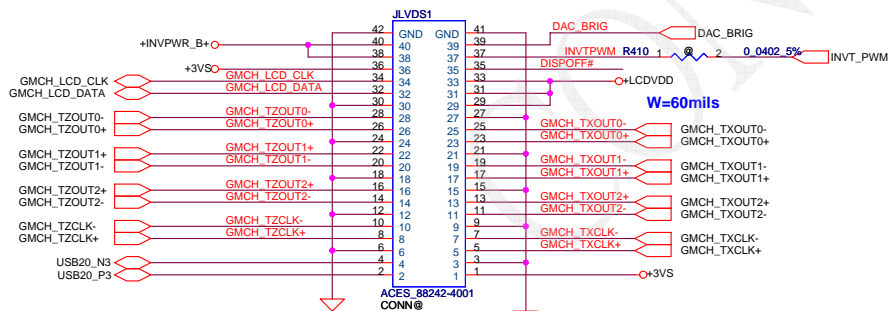 JLVDS1
42 GND GND 41 DAC_BRIG DAC_BRIG
+INVPWR_B+ 40 40 39 39
38 38 37 37 INVTPWM R410 1 @ 2 0_0402_5% INVT_PWM
+3VS 36 36 35 35 DISPOFF#
GMCH_LCD_CLK GMCH_LCD_CLK 34 34 33 33 +LCDVDD
GMCH_LCD_DATA GMCH_LCD_DATA 32 32 31 31
30 30 29 29 W=60mils
GMCH_TZOUT0- GMCH_TZOUT0- 28 28 27 27
GMCH_TZOUT0+ GMCH_TZOUT0+ 26 26 25 25 GMCH_TXOUT0- GMCH_TXOUT0-
24 24 23 23 GMCH_TXOUT0+ GMCH_TXOUT0+
GMCH_TZOUT1+ GMCH_TZOUT1+ 22 22 21 21
GMCH_TZOUT1- GMCH_TZOUT1- 20 20 19 19 GMCH_TXOUT1- GMCH_TXOUT1-
18 18 17 17 GMCH_TXOUT1+ GMCH_TXOUT1+
GMCH_TZOUT2+ GMCH_TZOUT2+ 16 16 15 15
GMCH_TZOUT2- GMCH_TZOUT2- 14 14 13 13 GMCH_TXOUT2+ GMCH_TXOUT2+
12 12 11 11 GMCH_TXOUT2- GMCH_TXOUT2-
GMCH_TZCLK- GMCH_TZCLK- 10 10 9 9
GMCH_TZCLK+ GMCH_TZCLK+ 8 8 7 7 GMCH_TXCLK- GMCH_TXCLK-
6 6 5 5 GMCH_TXCLK+ GMCH_TXCLK+
USB20_N3 4 4 3 3
USB20_P3 2 2 1 1 +3VS
ACES_88242-4001
CONN@